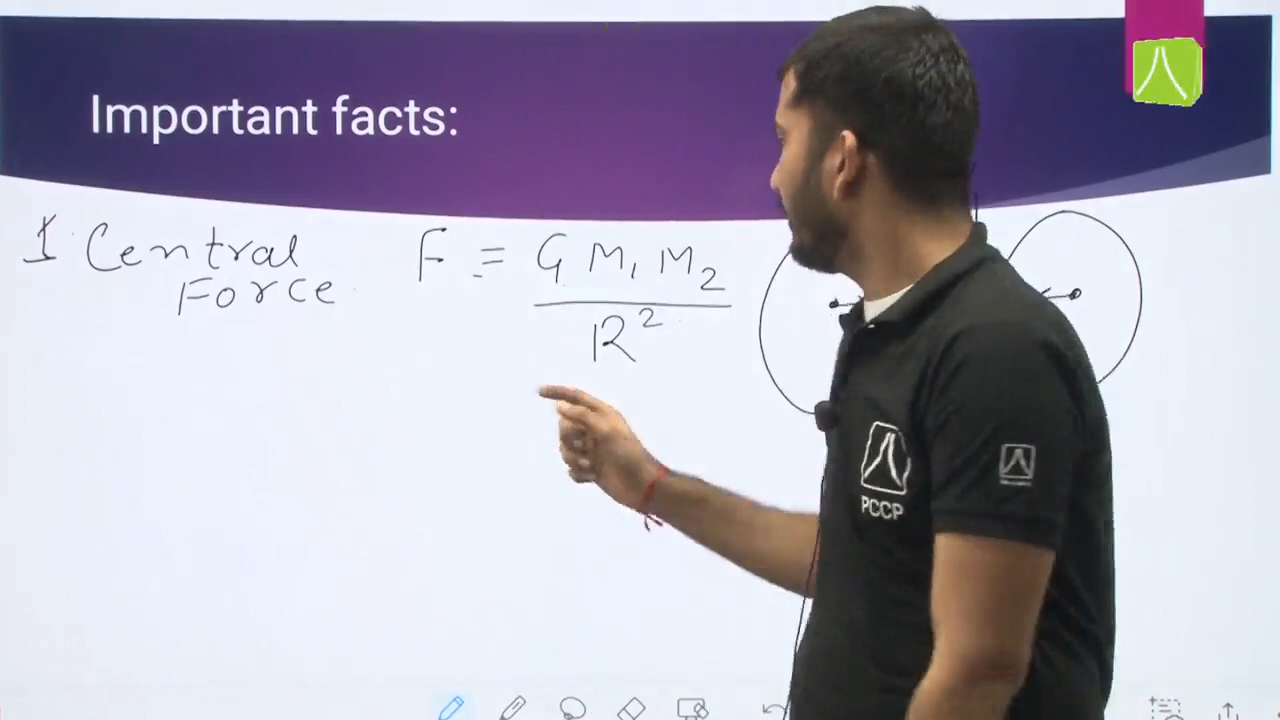 Important facts:
1 Central
Force
F = G M₁ M₂
R²
PCCP